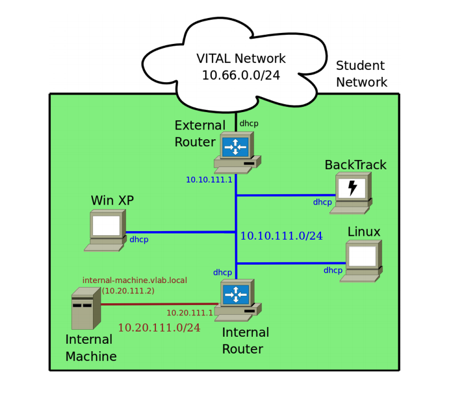 VITAL Network
10.66.0.0/24
Student
Network
dhcp
External
Router
10.10.111.1
BackTrack
dhcp
Win XP
dhcp
10.10.111.0/24
Linux
dhcp
dhcp
internal-machine.vlab.local
(10.20.111.2)
10.20.111.1
10.20.111.0/24
Internal
Machine
Internal
Router